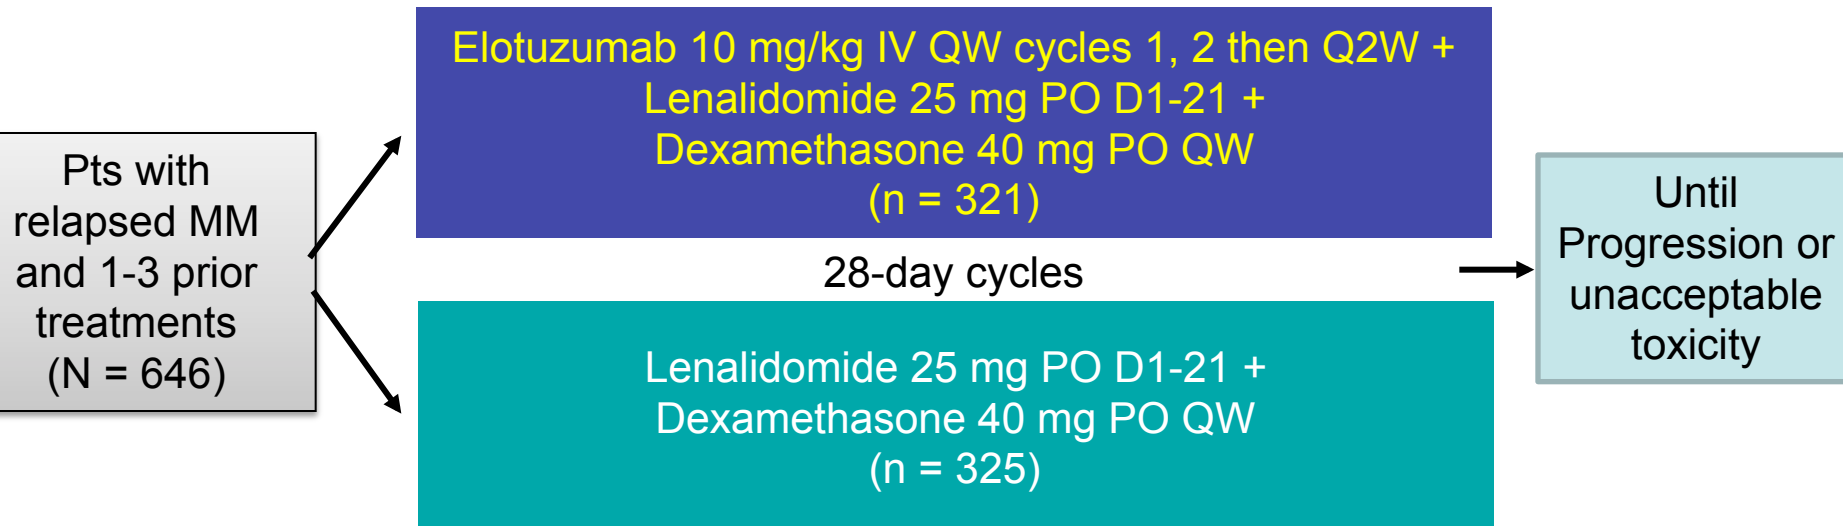 Pts with
relapsed MM
and 1-3 prior
treatments
(N = 646)
Elotuzumab 10 mg/kg IV QW cycles 1, 2 then Q2W +
Lenalidomide 25 mg PO D1-21 +
Dexamethasone 40 mg PO QW
(n = 321)
28-day cycles
Lenalidomide 25 mg PO D1-21 +
Dexamethasone 40 mg PO QW
(n = 325)
Until
Progression or
unacceptable
toxicity